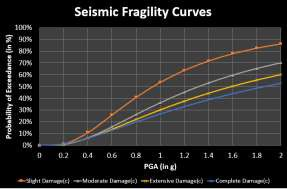 Seismic Fragility Curves
Probability of Exceedance (in %)
100%
90%
80%
70%
60%
50%
40%
30%
20%
10%
0%
0 0.2 0.4 0.6 0.8 1 1.2 1.4 1.6 1.8 2
PGA (in g)
Slight Damage(c) Moderate Damage(c) Extensive Damage(c) Complete Damage(c)